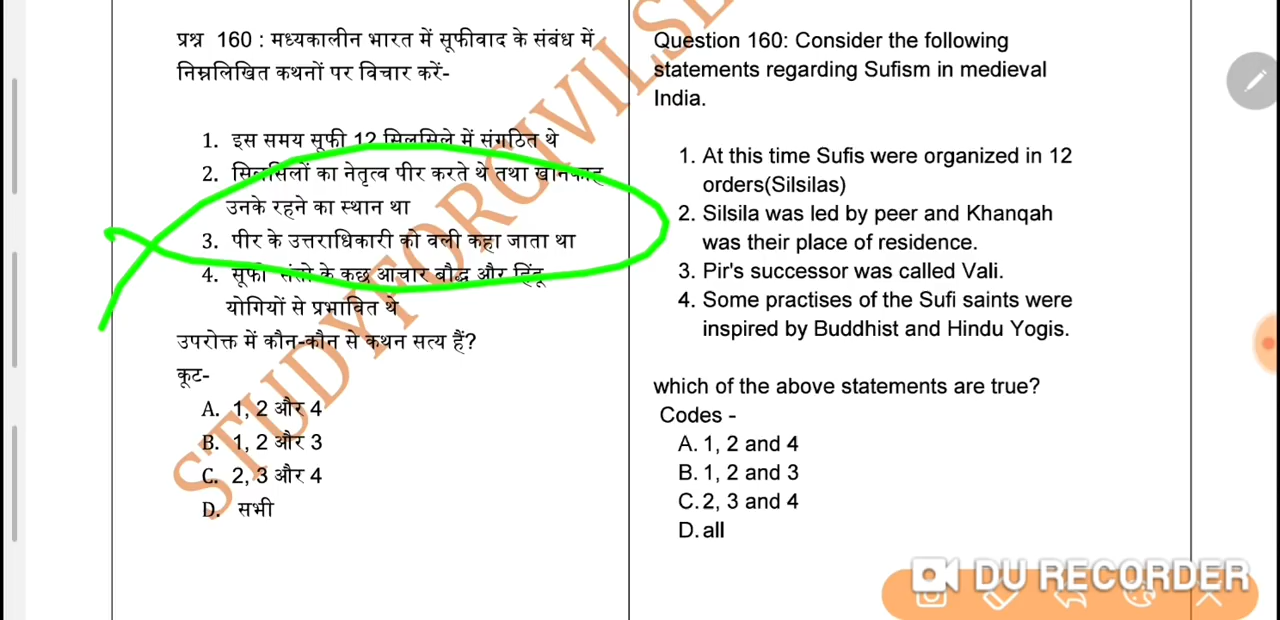 प्रश्न 160 : मध्यकालीन भारत में सूफीवाद के संबंध में
निम्नलिखित कथनों पर विचार करें-
1. इस समय सूफी 12 सिलसिले में संगठित थे
2. सिलसिलों का नेतृत्व पीर करते थे तथा खानकाह
उनके रहने का स्थान था
3. पीर के उत्तराधिकारी को वली कहा जाता था
4. सूफी संतो के कुछ आचार बौद्ध और हिंदू
योगियों से प्रभावित थे
उपरोक्त में कौन-कौन से कथन सत्य हैं?
कूट-
A. 1, 2 और 4
B. 1, 2 और 3
C. 2, 3 और 4
D. सभी
Question 160: Consider the following
statements regarding Sufism in medieval
India.
1. At this time Sufis were organized in 12
orders(Silsilas)
2. Silsila was led by peer and Khanqah
was their place of residence.
3. Pir's successor was called Vali.
4. Some practises of the Sufi saints were
inspired by Buddhist and Hindu Yogis.
which of the above statements are true?
Codes -
A. 1, 2 and 4
B. 1, 2 and 3
C. 2, 3 and 4
D. all
STUDYFORCIVILSE
DU RECORDER